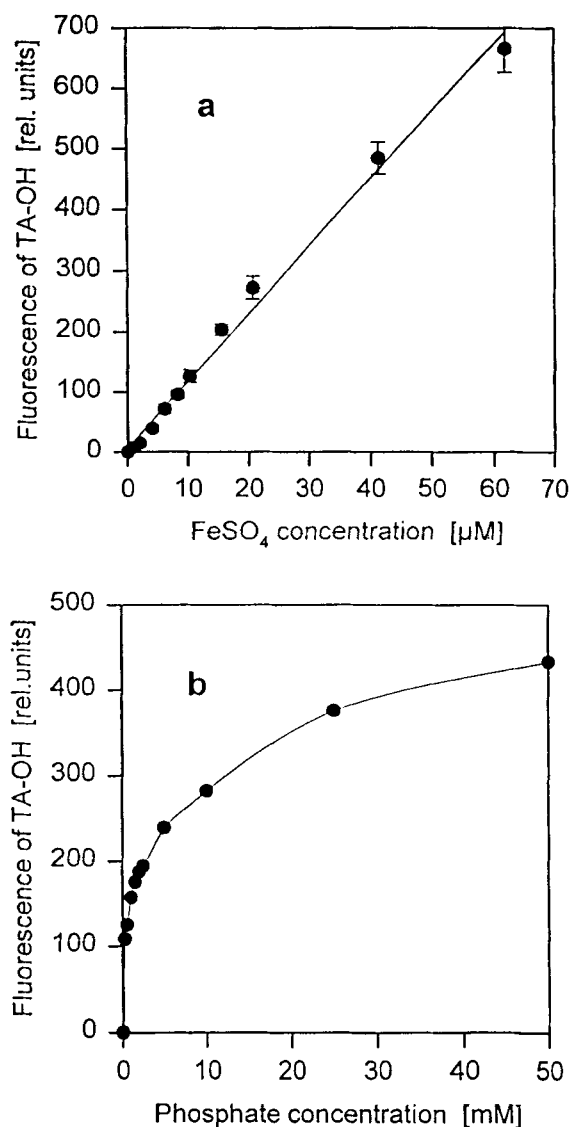 700
600
500
400
300
200
100
0
Fluorescence of TA-OH [rel. units]
a
0 10 20 30 40 50 60 70
FeSO₄ concentration [µM]
500
400
300
200
100
0
Fluorescence of TA-OH [rel.units]
b
0 10 20 30 40 50
Phosphate concentration [mM]